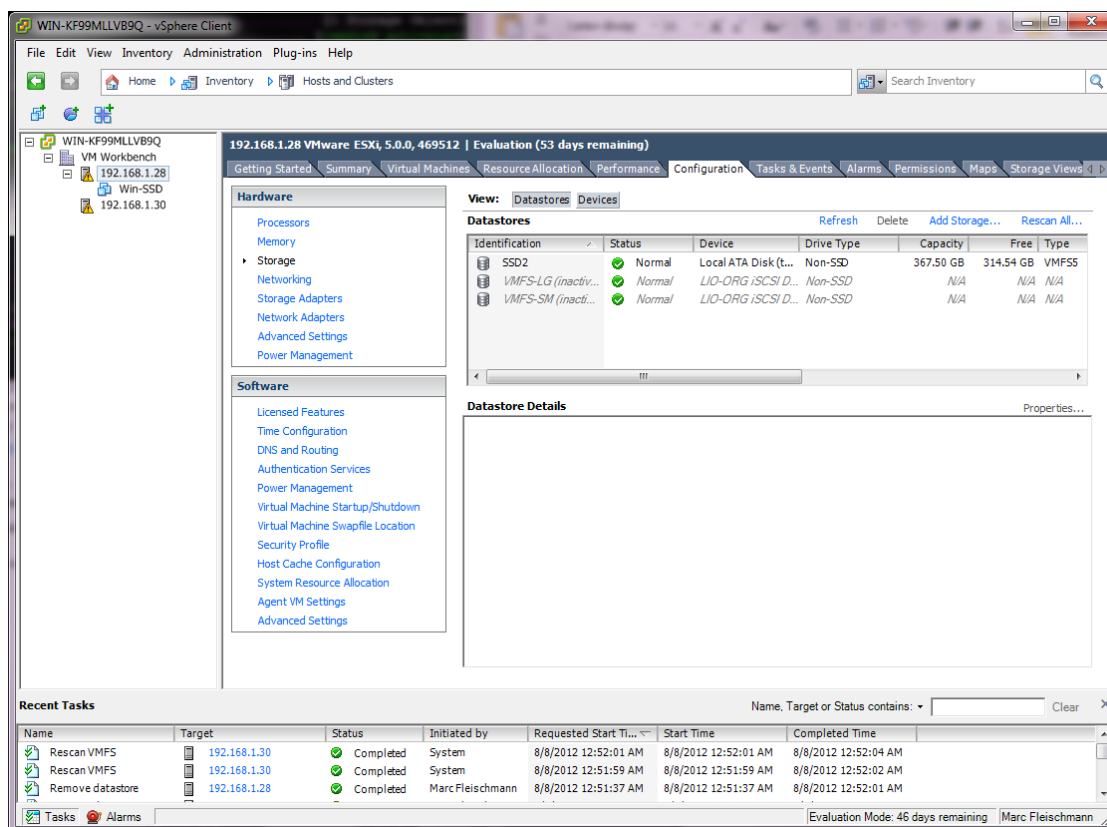 WIN-KF99MLLVB9Q - vSphere Client
File Edit View Inventory Administration Plug-ins Help
Home Inventory Hosts and Clusters Search Inventory
WIN-KF99MLLVB9Q
VM Workbench
192.168.1.28
Win-SSD
192.168.1.30
192.168.1.28 VMware ESXi, 5.0.0, 469512 | Evaluation (53 days remaining)
Getting Started Summary Virtual Machines Resource Allocation Performance Configuration Tasks & Events Alarms Permissions Maps Storage Views
Hardware
Processors
Memory
Storage
Networking
Storage Adapters
Network Adapters
Advanced Settings
Power Management
Software
Licensed Features
Time Configuration
DNS and Routing
Authentication Services
Power Management
Virtual Machine Startup/Shutdown
Virtual Machine Swapfile Location
Security Profile
Host Cache Configuration
System Resource Allocation
Agent VM Settings
Advanced Settings
View: Datastores Devices
Datastores Refresh Delete Add Storage... Rescan All...
Identification Status Device Drive Type Capacity Free Type
SSD2 Normal Local ATA Disk (t... Non-SSD 367.50 GB 314.54 GB VMFS5
VMFS-LG (inactiv... Normal LIO-ORG iSCSI D... Non-SSD N/A N/A N/A
VMFS-SM (inacti... Normal LIO-ORG iSCSI D... Non-SSD N/A N/A N/A
Datastore Details Properties...
Recent Tasks Name, Target or Status contains: Clear
Name Target Status Initiated by Requested Start Ti... Start Time Completed Time
Rescan VMFS 192.168.1.30 Completed System 8/8/2012 12:52:01 AM 8/8/2012 12:52:01 AM 8/8/2012 12:52:04 AM
Rescan VMFS 192.168.1.30 Completed System 8/8/2012 12:51:59 AM 8/8/2012 12:51:59 AM 8/8/2012 12:52:02 AM
Remove datastore 192.168.1.28 Completed Marc Fleischmann 8/8/2012 12:51:37 AM 8/8/2012 12:51:37 AM 8/8/2012 12:52:01 AM
Tasks Alarms Evaluation Mode: 46 days remaining Marc Fleischmann